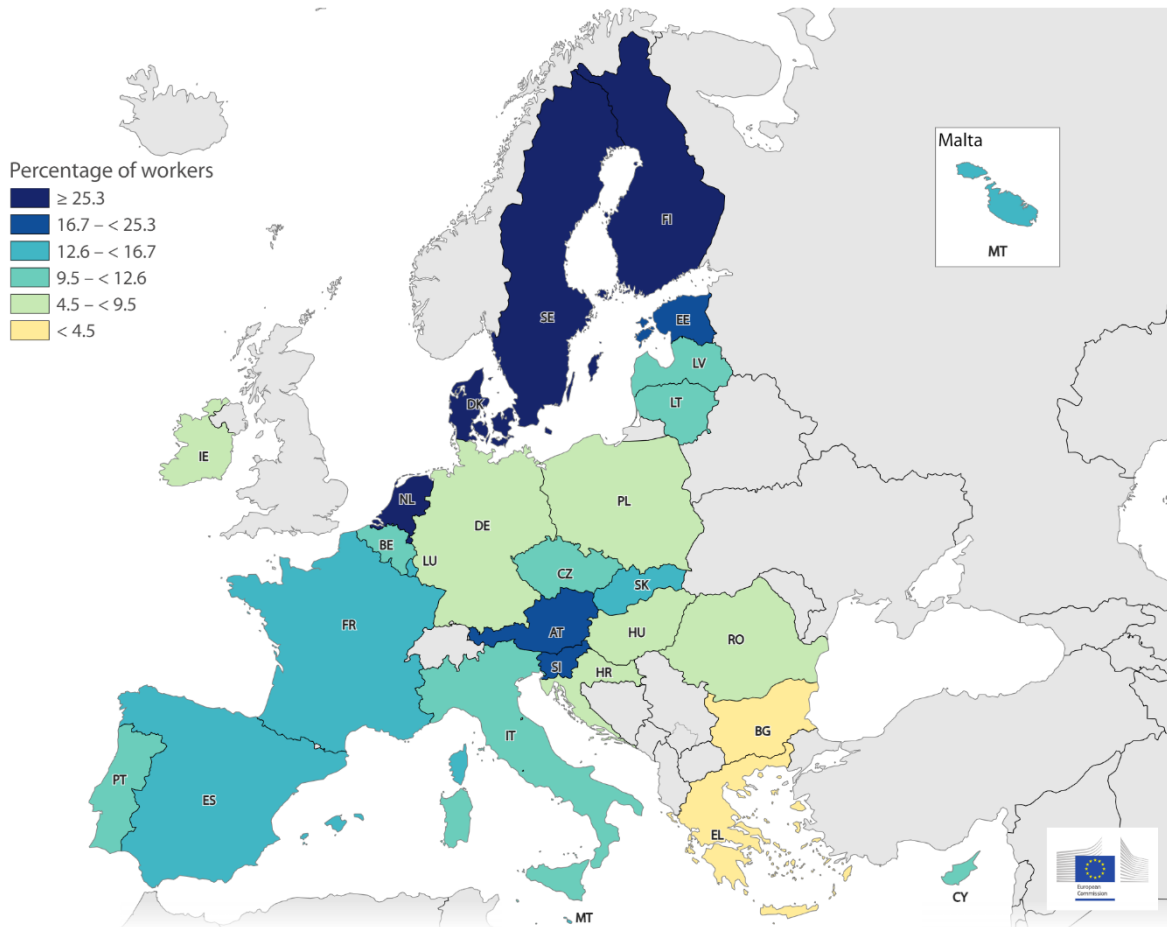 Percentage of workers
≥ 25.3
16.7 – < 25.3
12.6 – < 16.7
9.5 – < 12.6
4.5 – < 9.5
< 4.5
Malta
MT
FI
SE
EE
LV
LT
DK
IE
NL
PL
DE
BE
LU
CZ
SK
FR
AT
HU
RO
SI
HR
BG
IT
PT
ES
EL
CY
MT
European
Commission